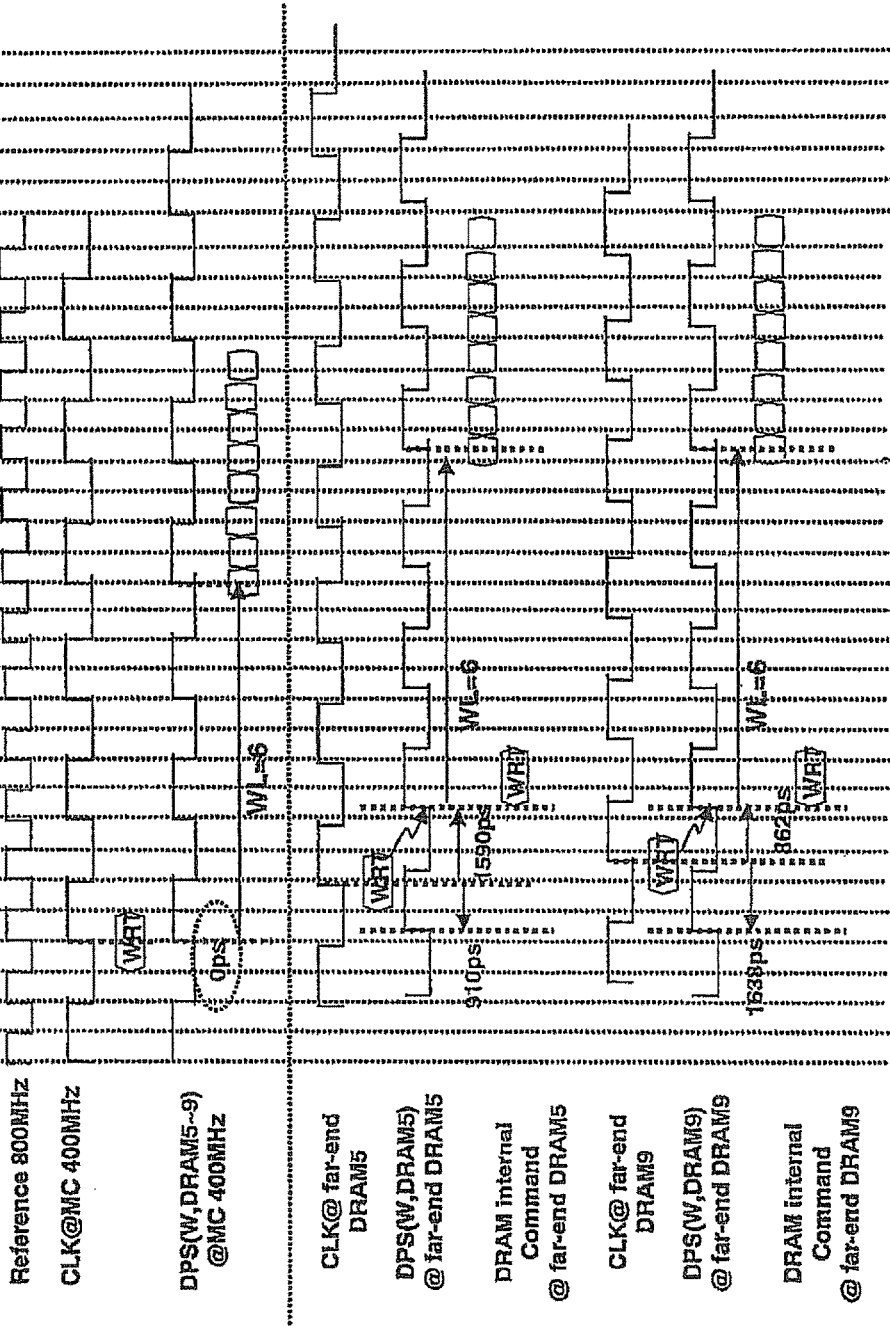 Reference 800MHz
CLK@MC 400MHz
WRT
DPS(W,DRAM5~9)
@MC 400MHz
0ps
WL=6
CLK@ far-end
DRAM5
WRT
DPS(W,DRAM5)
@ far-end DRAM5
910ps
1590ps
WL=6
DRAM internal
Command
@ far-end DRAM5
WRT
CLK@ far-end
DRAM9
WRT
DPS(W,DRAM9)
@ far-end DRAM9
1638ps
862ps
WL=6
DRAM internal
Command
@ far-end DRAM9
WRT